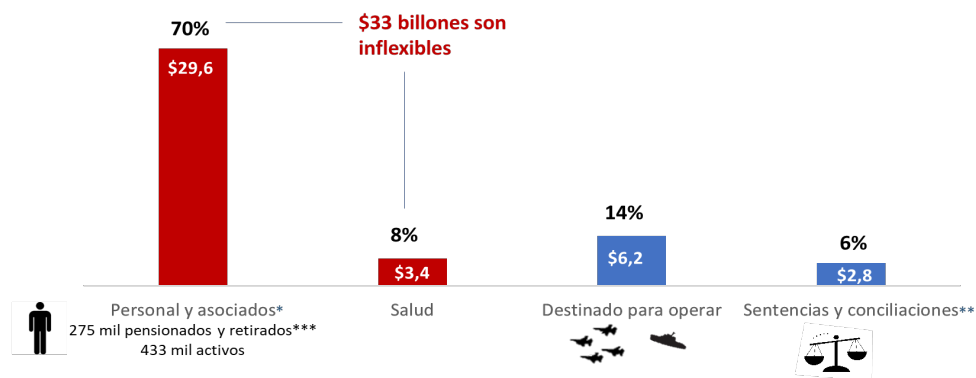 70%
$33 billones son
inflexibles
$29,6
8%
$3,4
14%
$6,2
6%
$2,8
Personal y asociados*
275 mil pensionados y retirados***
433 mil activos
Salud
Destinado para operar
Sentencias y conciliaciones**